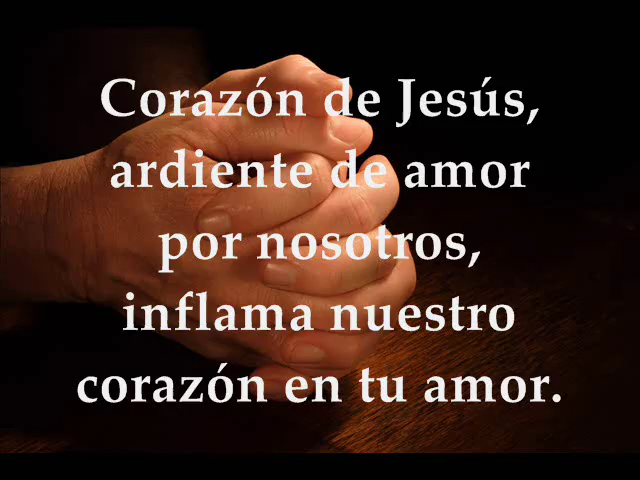 Corazón de Jesús,
ardiente de amor
por nosotros,
inflama nuestro
corazón en tu amor.